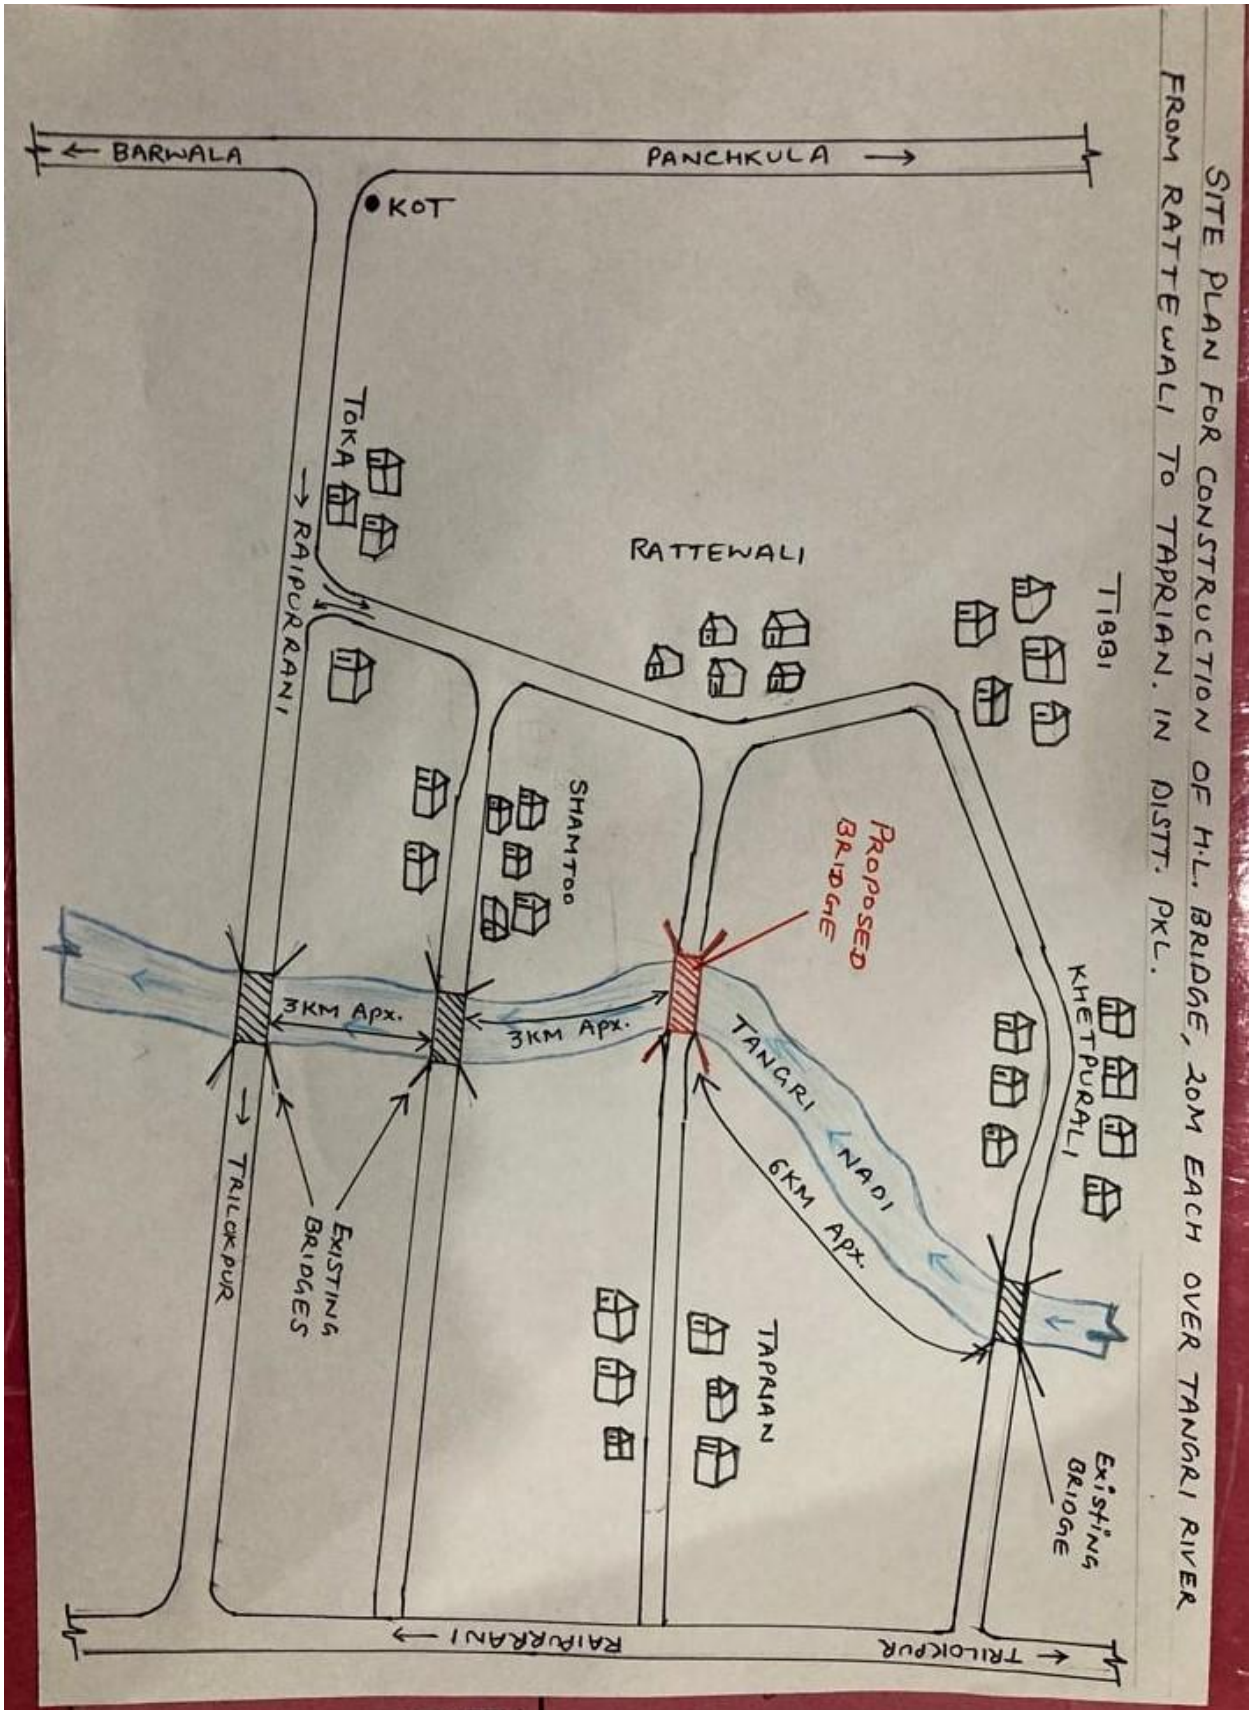 SITE PLAN FOR CONSTRUCTION OF H.L. BRIDGE, 20M EACH OVER TANGRI RIVER
FROM RATTEWALI TO TAPRIAN. IN DISTT. PKL.
← BARWALA
PANCHKULA →
KOT
TOKA
→ RAIPURRANI
RATTEWALI
TIBBI
SHAMTOO
PROPOSED
BRIDGE
KHETPURALI
TANGRI NADI
3KM Apx.
3KM Apx.
6KM Apx.
→ TRILOKPUR
EXISTING
BRIDGES
TAPRIAN
Existing
BRIDGE
RAIPURRANI →
TRILOKPUR ←